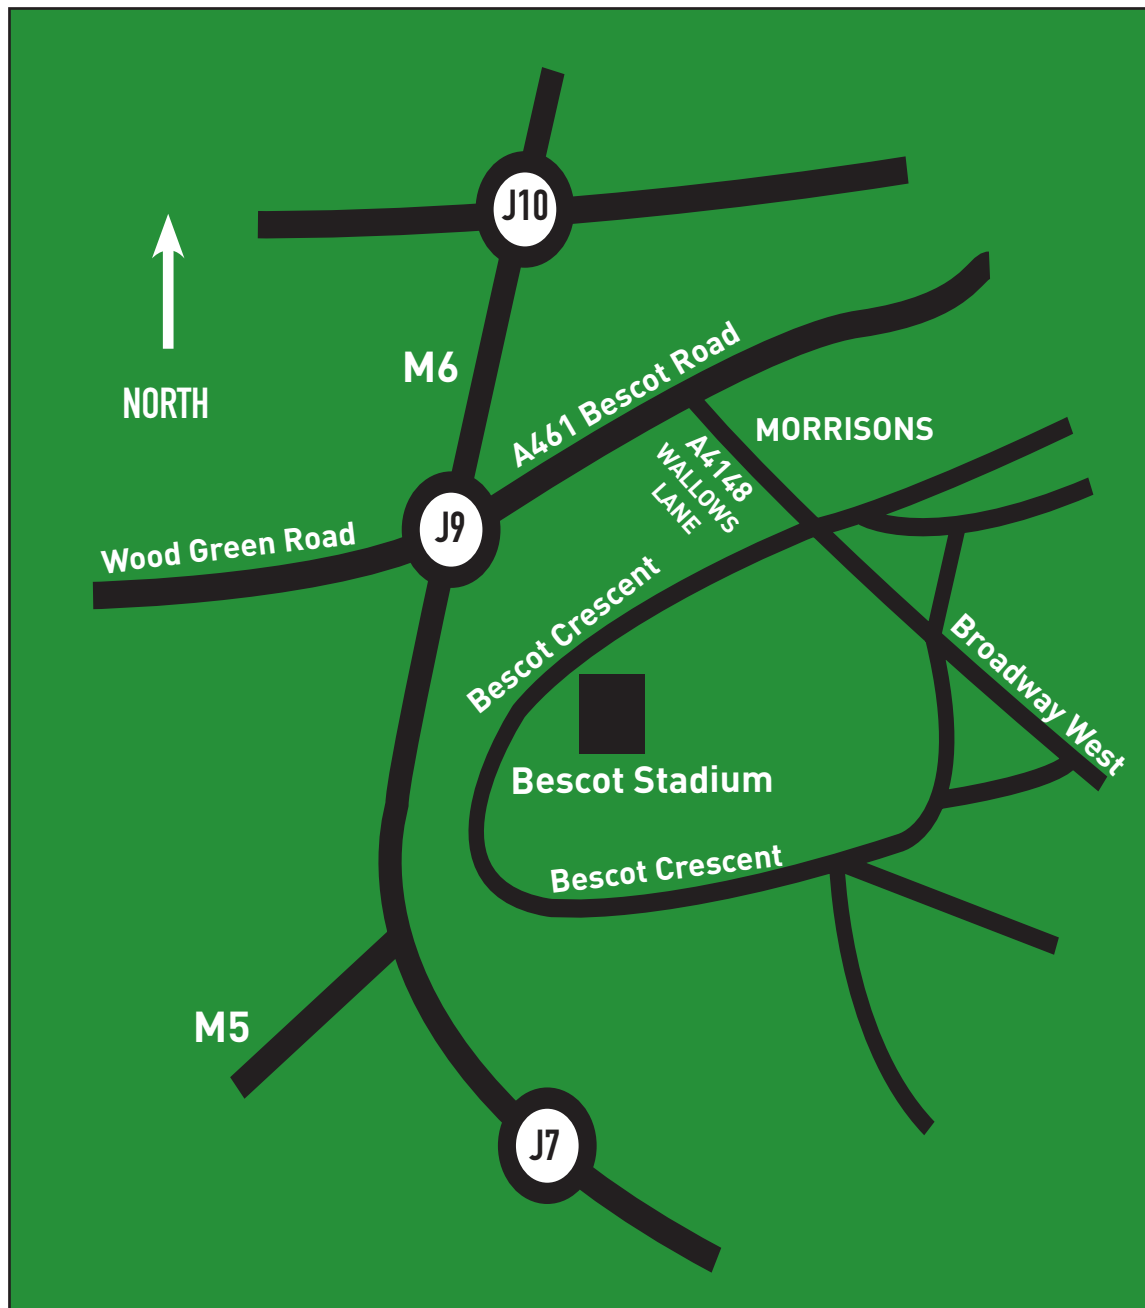 J10
M6
NORTH
A461 Bescot Road
MORRISONS
A4148
WALLOWS
LANE
J9
Wood Green Road
Bescot Crescent
Broadway West
Bescot Stadium
Bescot Crescent
M5
J7